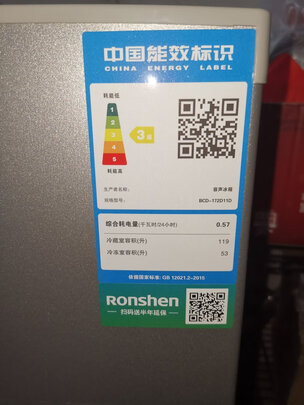 中国能效标识
CHINA ENERGY LABEL
耗能低
1
2
3
4
5
3级
耗能高
生产者名称:
容声冰箱
规格型号:
BCD-172D11D
综合耗电量(千瓦时/24小时)
0.57
冷藏室容积(升)
119
冷冻室容积(升)
53
依据国家标准: GB 12021.2-2015
Ronshen
扫码送半年延保